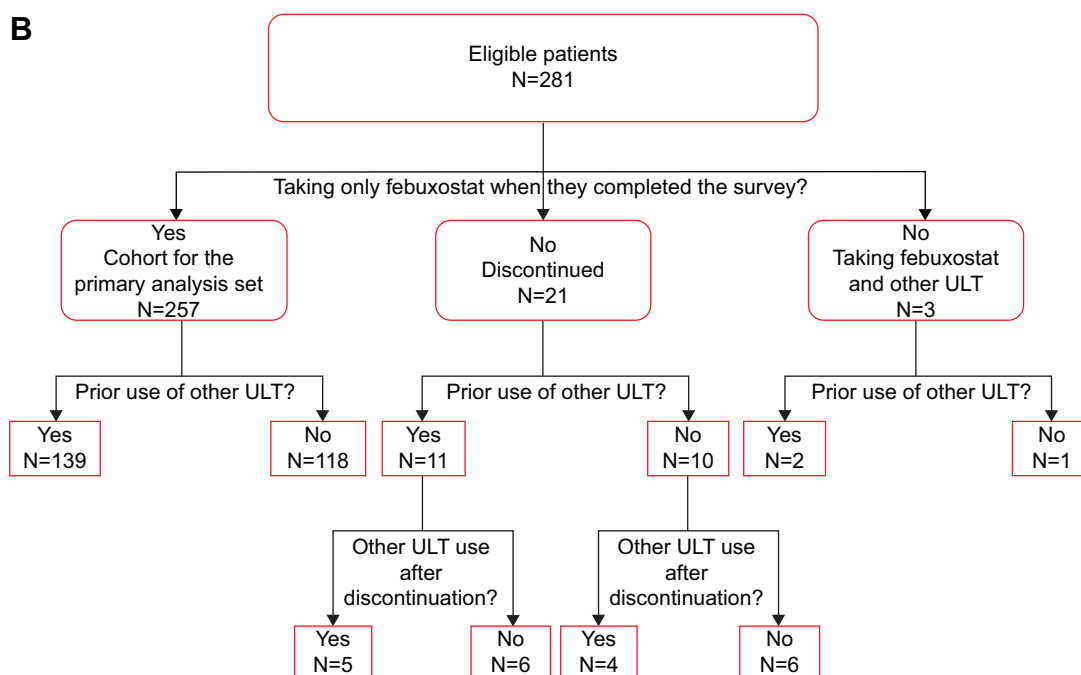 B
Eligible patients
N=281
Taking only febuxostat when they completed the survey?
Yes
Cohort for the
primary analysis set
N=257
No
Discontinued
N=21
No
Taking febuxostat
and other ULT
N=3
Prior use of other ULT?
Prior use of other ULT?
Prior use of other ULT?
Yes
N=139
No
N=118
Yes
N=11
No
N=10
Yes
N=2
No
N=1
Other ULT use
after
discontinuation?
Other ULT use
after
discontinuation?
Yes
N=5
No
N=6
Yes
N=4
No
N=6